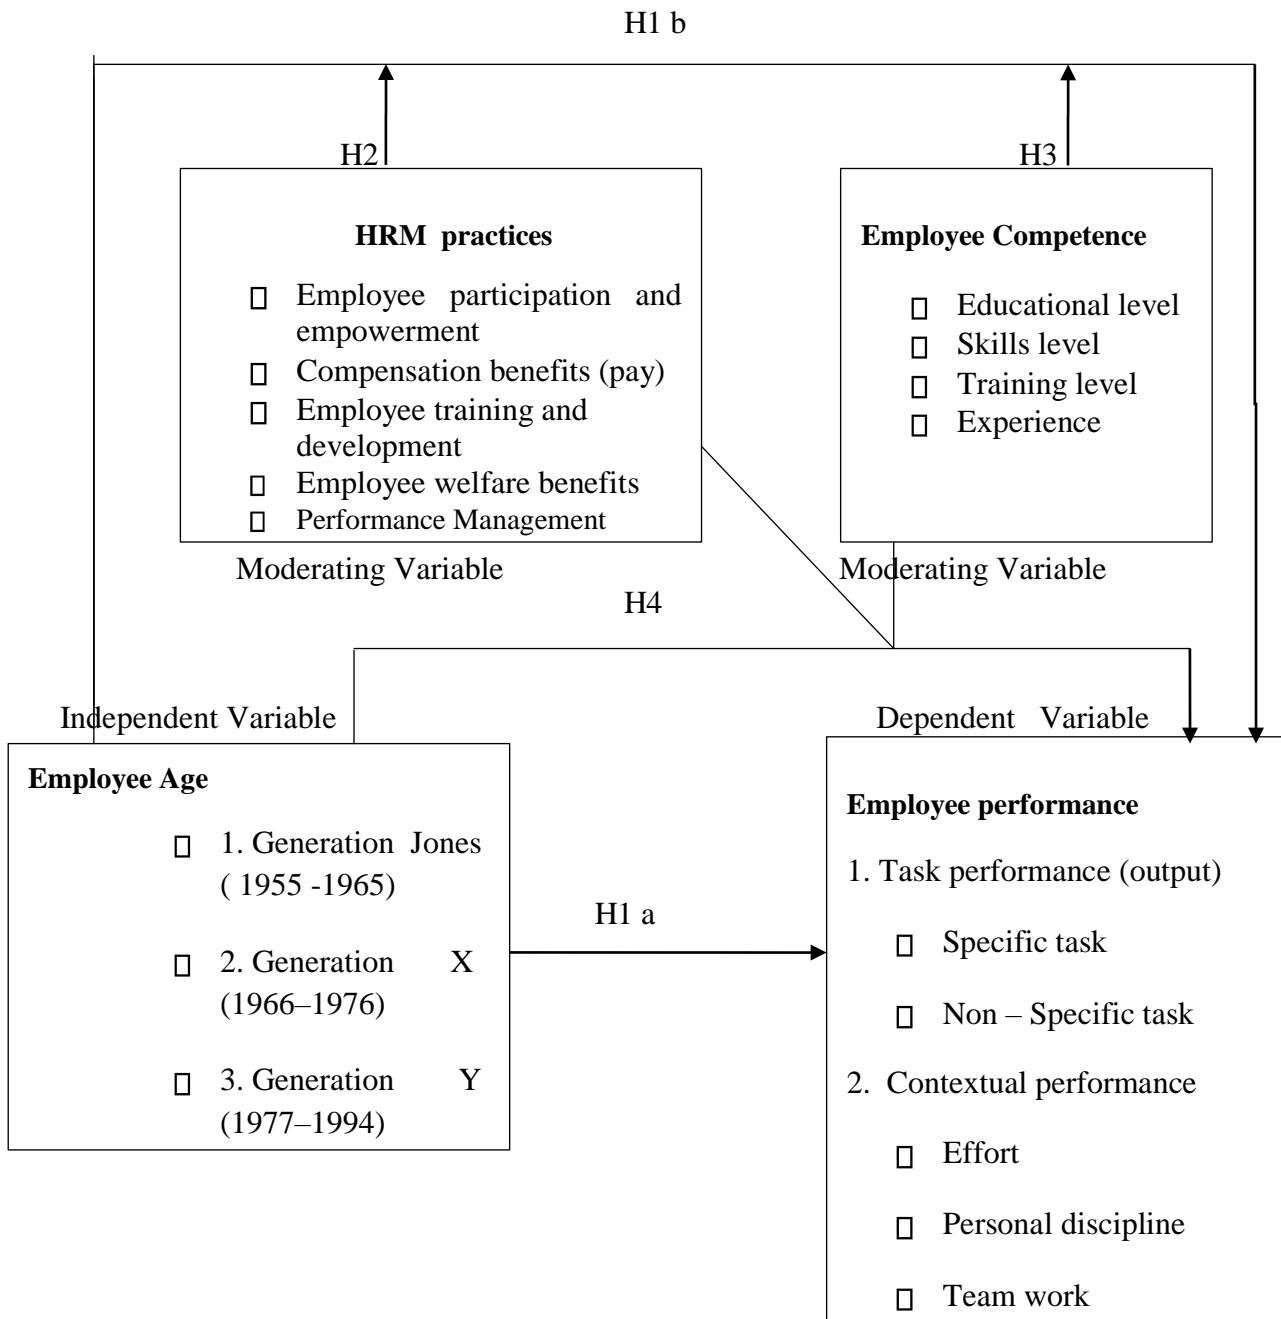 H1 b
H2
H3
HRM practices
▯ Employee participation and
empowerment
▯ Compensation benefits (pay)
▯ Employee training and
development
▯ Employee welfare benefits
▯ Performance Management
Employee Competence
▯ Educational level
▯ Skills level
▯ Training level
▯ Experience
Moderating Variable
Moderating Variable
H4
Independent Variable
Dependent Variable
Employee Age
▯ 1. Generation Jones
( 1955 -1965)
▯ 2. Generation X
(1966–1976)
▯ 3. Generation Y
(1977–1994)
H1 a
Employee performance
1. Task performance (output)
▯ Specific task
▯ Non – Specific task
2. Contextual performance
▯ Effort
▯ Personal discipline
▯ Team work